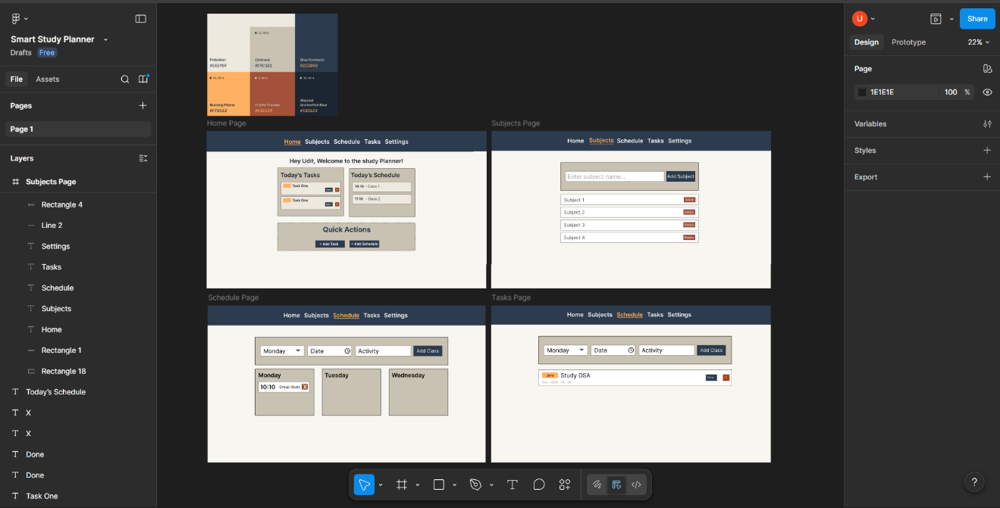 Smart Study Planner
Drafts Free
File Assets
Pages
Page 1
Layers
Subjects Page
Rectangle 4
Line 2
Settings
Tasks
Schedule
Subjects
Home
Rectangle 1
Rectangle 18
Today's Schedule
X
X
Done
Done
Task One
Palladian
#EEE9DF
Oatmeal
#C9C1B1
Blue Fantastic
#2C3B4D
Burning Flame
#FFB162
Truffle Trouble
#A35139
Abyssal
Anchorfish Blue
#1B2632
Home Page
Home Subjects Schedule Tasks Settings
Hey Udit, Welcome to the study Planner!
Today's Tasks
Task One
Task One
Today's Schedule
10:10 - Class 1
11:10 - Class 2
Quick Actions
+ Add Task + Add Schedule
Subjects Page
Home Subjects Schedule Tasks Settings
Enter subject name... Add Subject
Subject 1 Delete
Subject 2 Delete
Subject 3 Delete
Subject 4 Delete
Schedule Page
Home Subjects Schedule Tasks Settings
Monday Date Activity Add Class
Monday Tuesday Wednesday
10:10 - Group Study X
Tasks Page
Home Subjects Schedule Tasks Settings
Monday Date Activity Add Class
Java Study DSA
U Share
Design Prototype 22%
Page
1E1E1E 100 %
Variables
Styles
Export
?